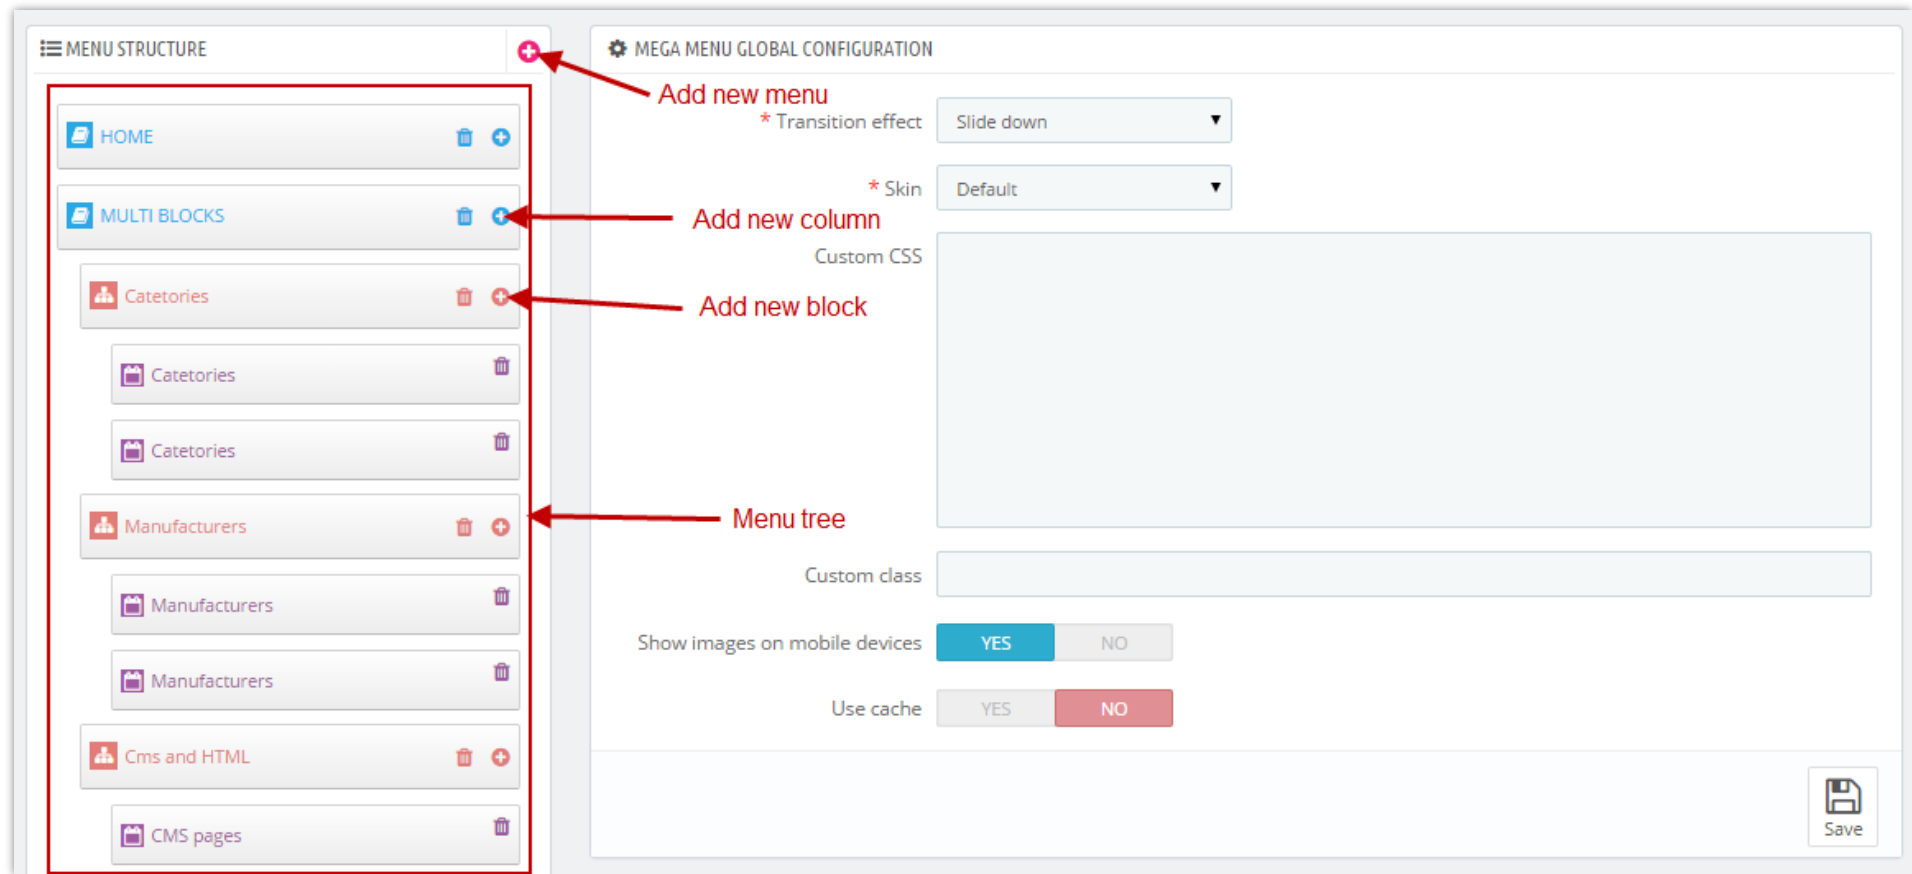 MENU STRUCTURE
HOME
MULTI BLOCKS
Catetories
Catetories
Catetories
Manufacturers
Manufacturers
Manufacturers
Cms and HTML
CMS pages
Add new menu
Add new column
Add new block
Menu tree
MEGA MENU GLOBAL CONFIGURATION
* Transition effect
Slide down
* Skin
Default
Custom CSS
Custom class
Show images on mobile devices
YES NO
Use cache
YES NO
Save